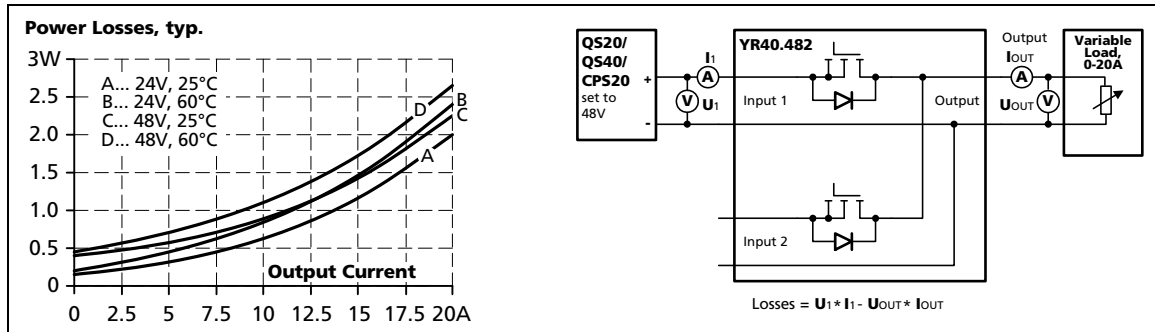 Power Losses, typ.
3W
2.5
2.0
1.5
1.0
0.5
0
A... 24V, 25°C
B... 24V, 60°C
C... 48V, 25°C
D... 48V, 60°C
D
B
C
A
Output Current
0 2.5 5 7.5 10 12.5 15 17.5 20A
QS20/
QS40/
CPS20
set to
48V
+
-
I1
A
V
U1
YR40.482
Input 1
Output
Input 2
Output
IOUT
A
UOUT
V
Variable
Load,
0-20A
Losses = U1* I1- UOUT* IOUT